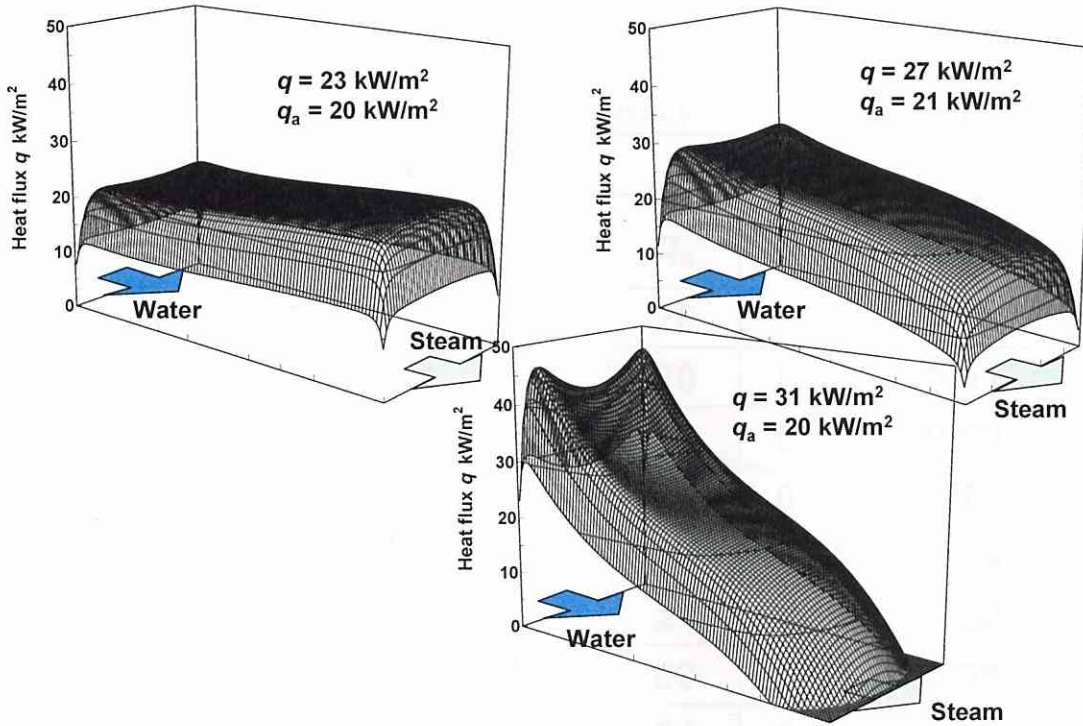 50
40
30
20
10
0
Heat flux q kW/m²
q = 23 kW/m²
qa = 20 kW/m²
Water
Steam
50
40
30
20
10
0
Heat flux q kW/m²
q = 27 kW/m²
qa = 21 kW/m²
Water
Steam
50
40
30
20
10
0
Heat flux q kW/m²
q = 31 kW/m²
qa = 20 kW/m²
Water
Steam